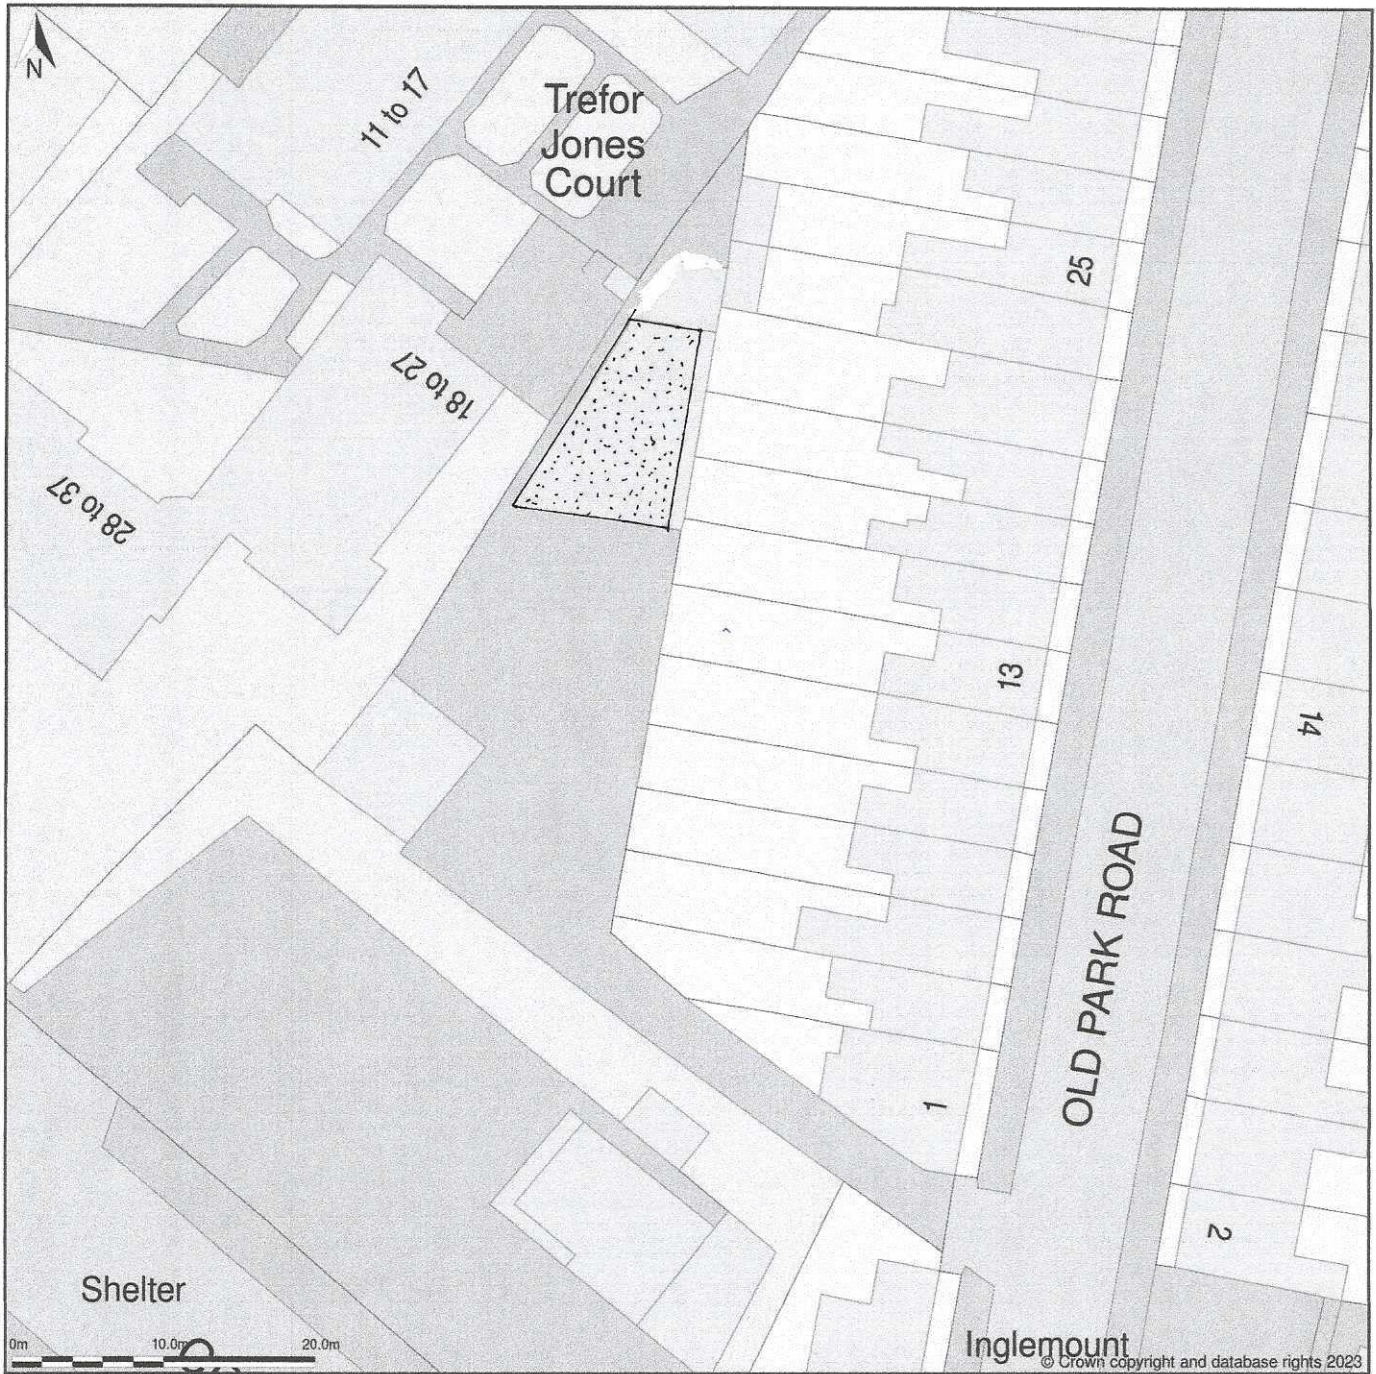 N
11 to 17
Trefor
Jones
Court
25
18 to 27
28 to 37
13
14
OLD PARK ROAD
1
2
Shelter
0m 10.0m 20.0m
Inglemount
© Crown copyright and database rights 2023